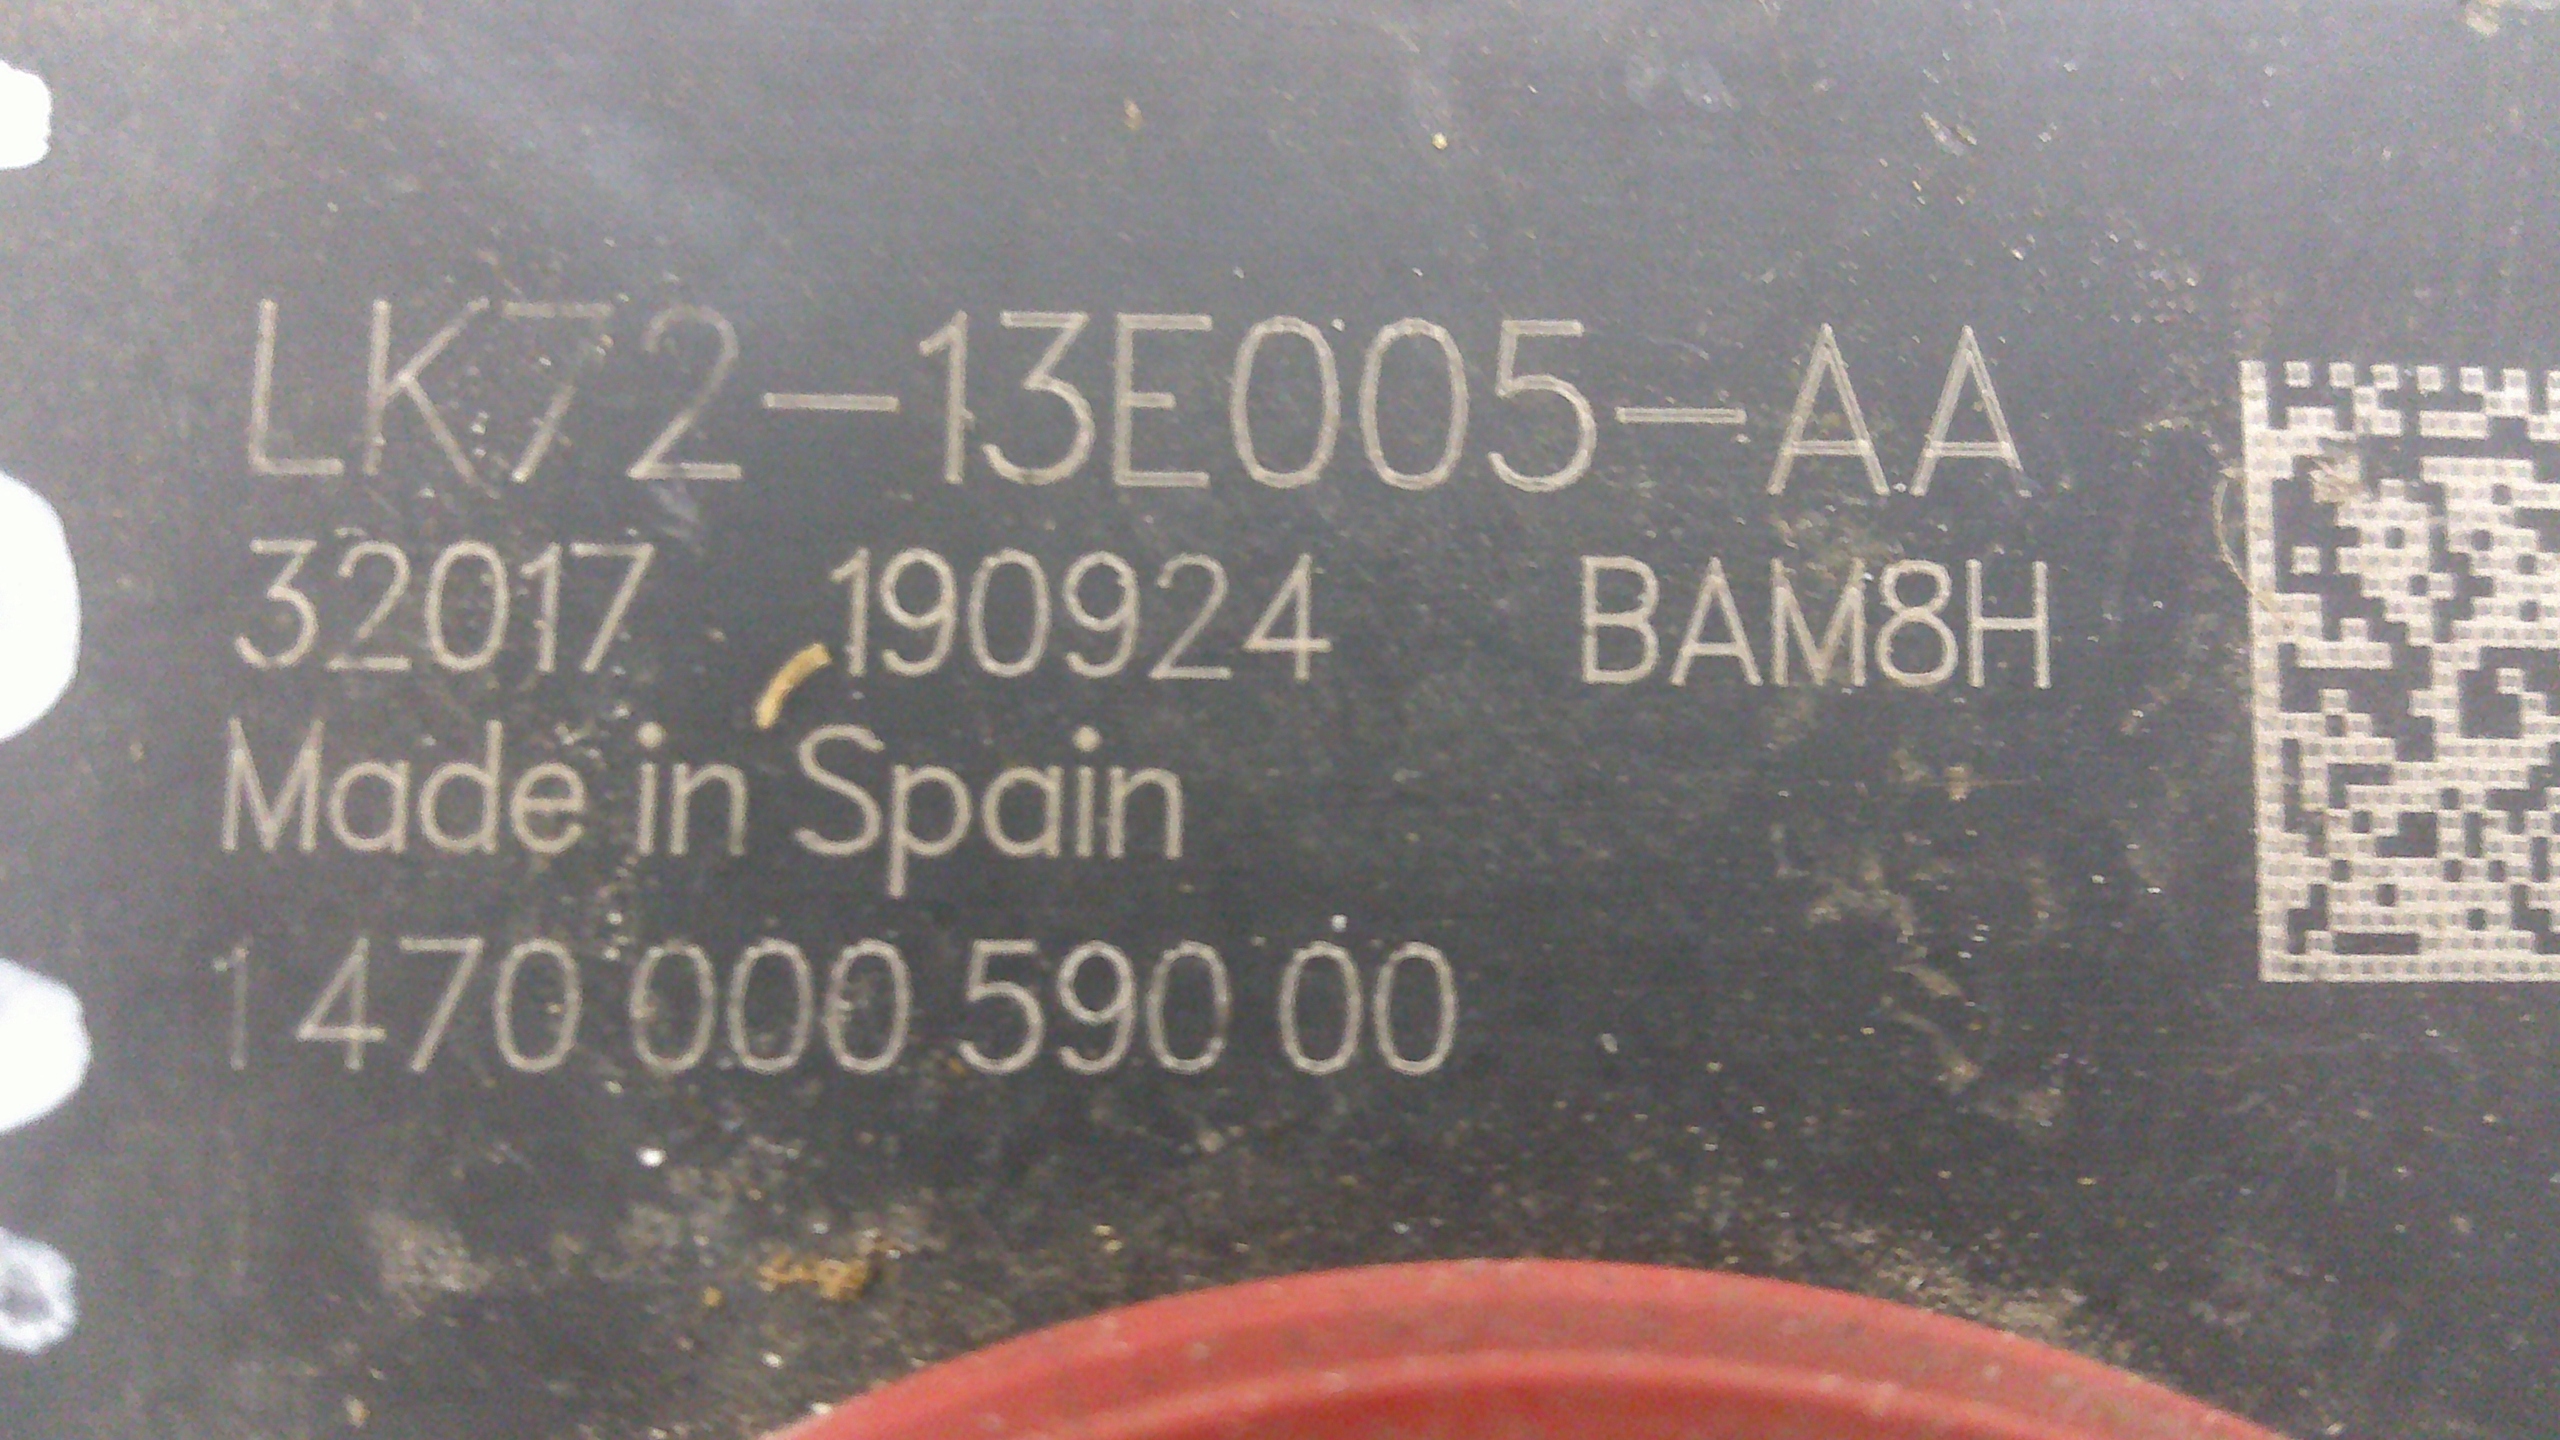 LK72-13E005-AA
32017 190924 BAM8H
Made in Spain
1 470 000 590 00